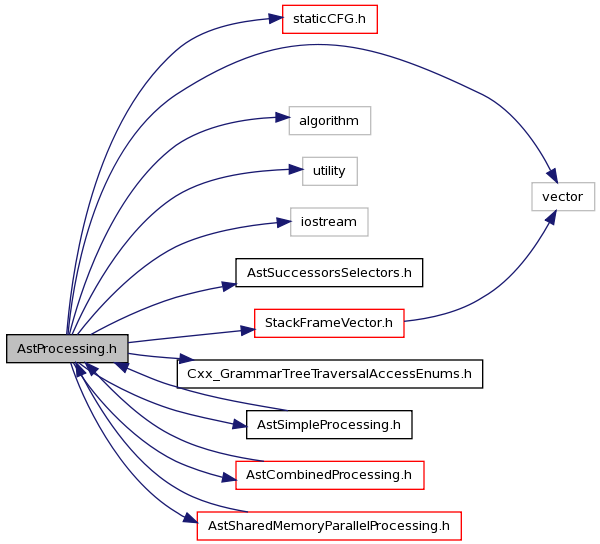 staticCFG.h
algorithm
utility
vector
iostream
AstSuccessorsSelectors.h
StackFrameVector.h
AstProcessing.h
Cxx_GrammarTreeTraversalAccessEnums.h
AstSimpleProcessing.h
AstCombinedProcessing.h
AstSharedMemoryParallelProcessing.h